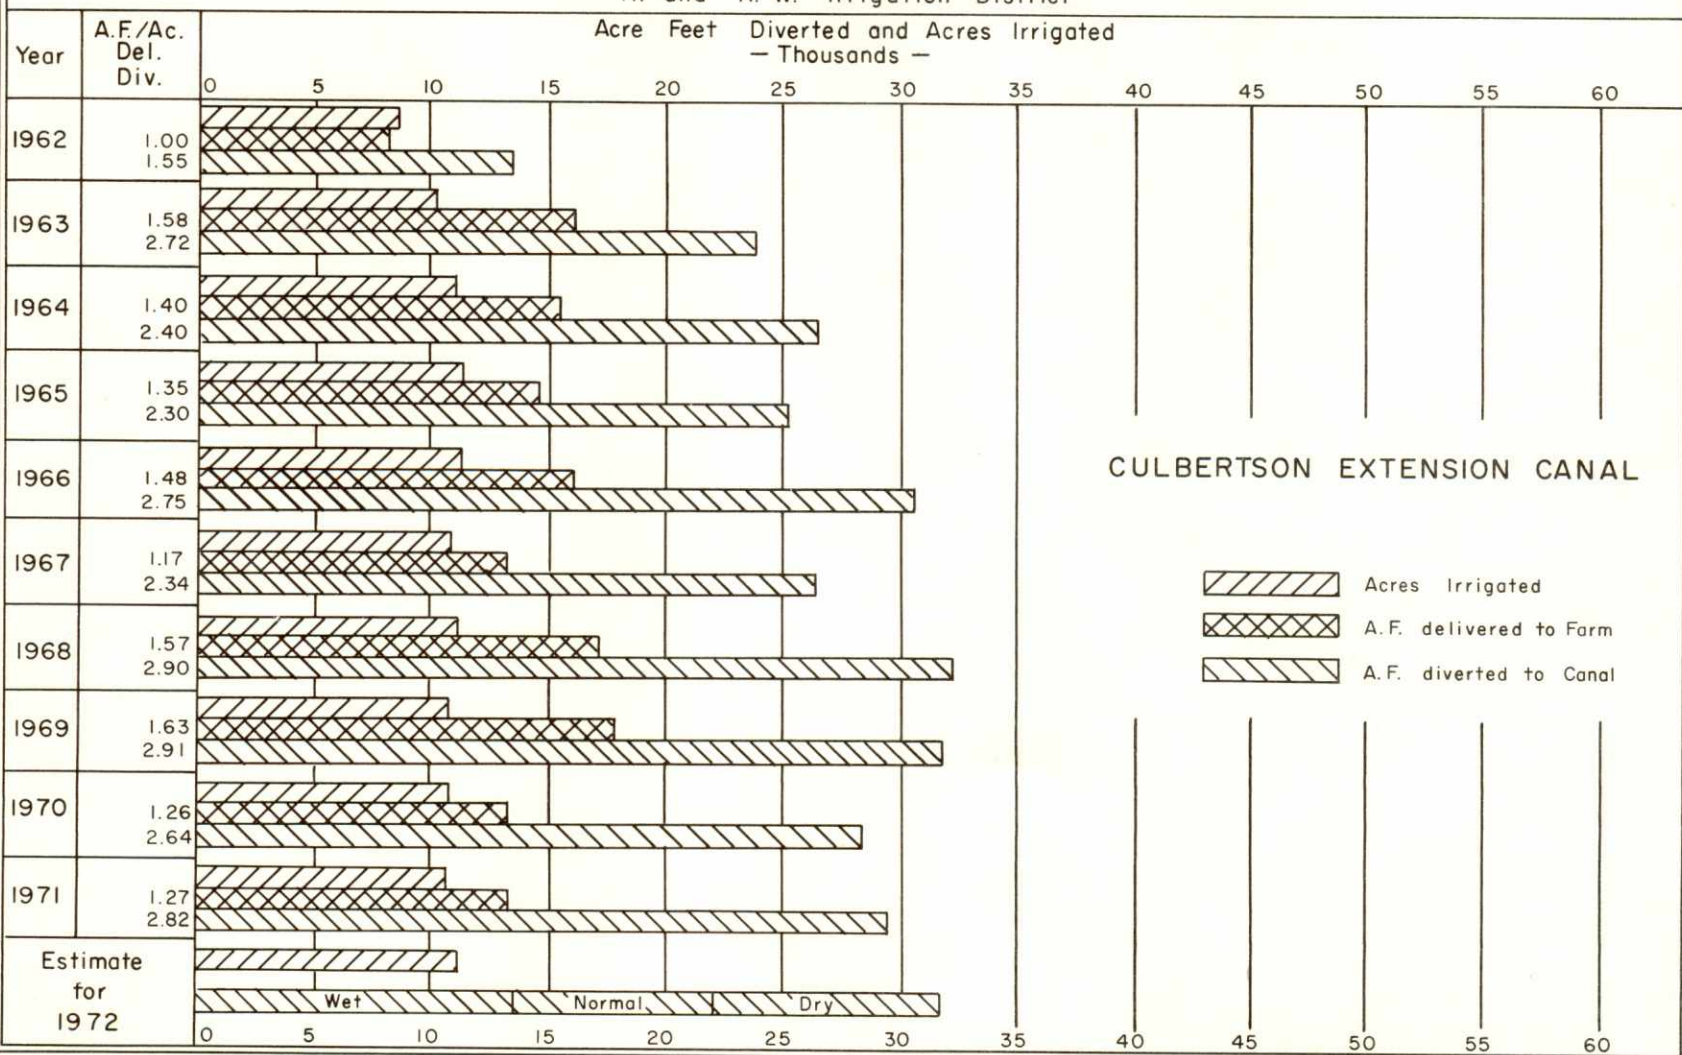 Irrigation District
Year
A.F./Ac.
Del.
Div.
Acre Feet Diverted and Acres Irrigated
— Thousands —
0 5 10 15 20 25 30 35 40 45 50 55 60
1962
1.00
1.55
1963
1.58
2.72
1964
1.40
2.40
1965
1.35
2.30
1966
1.48
2.75
1967
1.17
2.34
1968
1.57
2.90
1969
1.63
2.91
1970
1.26
2.64
1971
1.27
2.82
CULBERTSON EXTENSION CANAL
Acres Irrigated
A.F. delivered to Farm
A.F. diverted to Canal
Estimate
for
1972
Wet Normal Dry
0 5 10 15 20 25 30 35 40 45 50 55 60